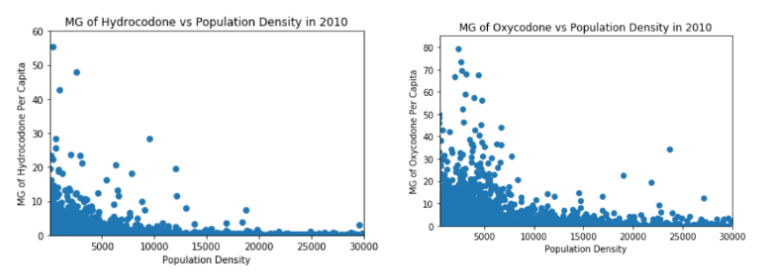 MG of Hydrocodone vs Population Density in 2010
MG of Hydrocodone Per Capita
60
50
40
30
20
10
0
5000 10000 15000 20000 25000 30000
Population Density
MG of Oxycodone vs Population Density in 2010
MG of Oxycodone Per Capita
80
70
60
50
40
30
20
10
0
5000 10000 15000 20000 25000 30000
Population Density